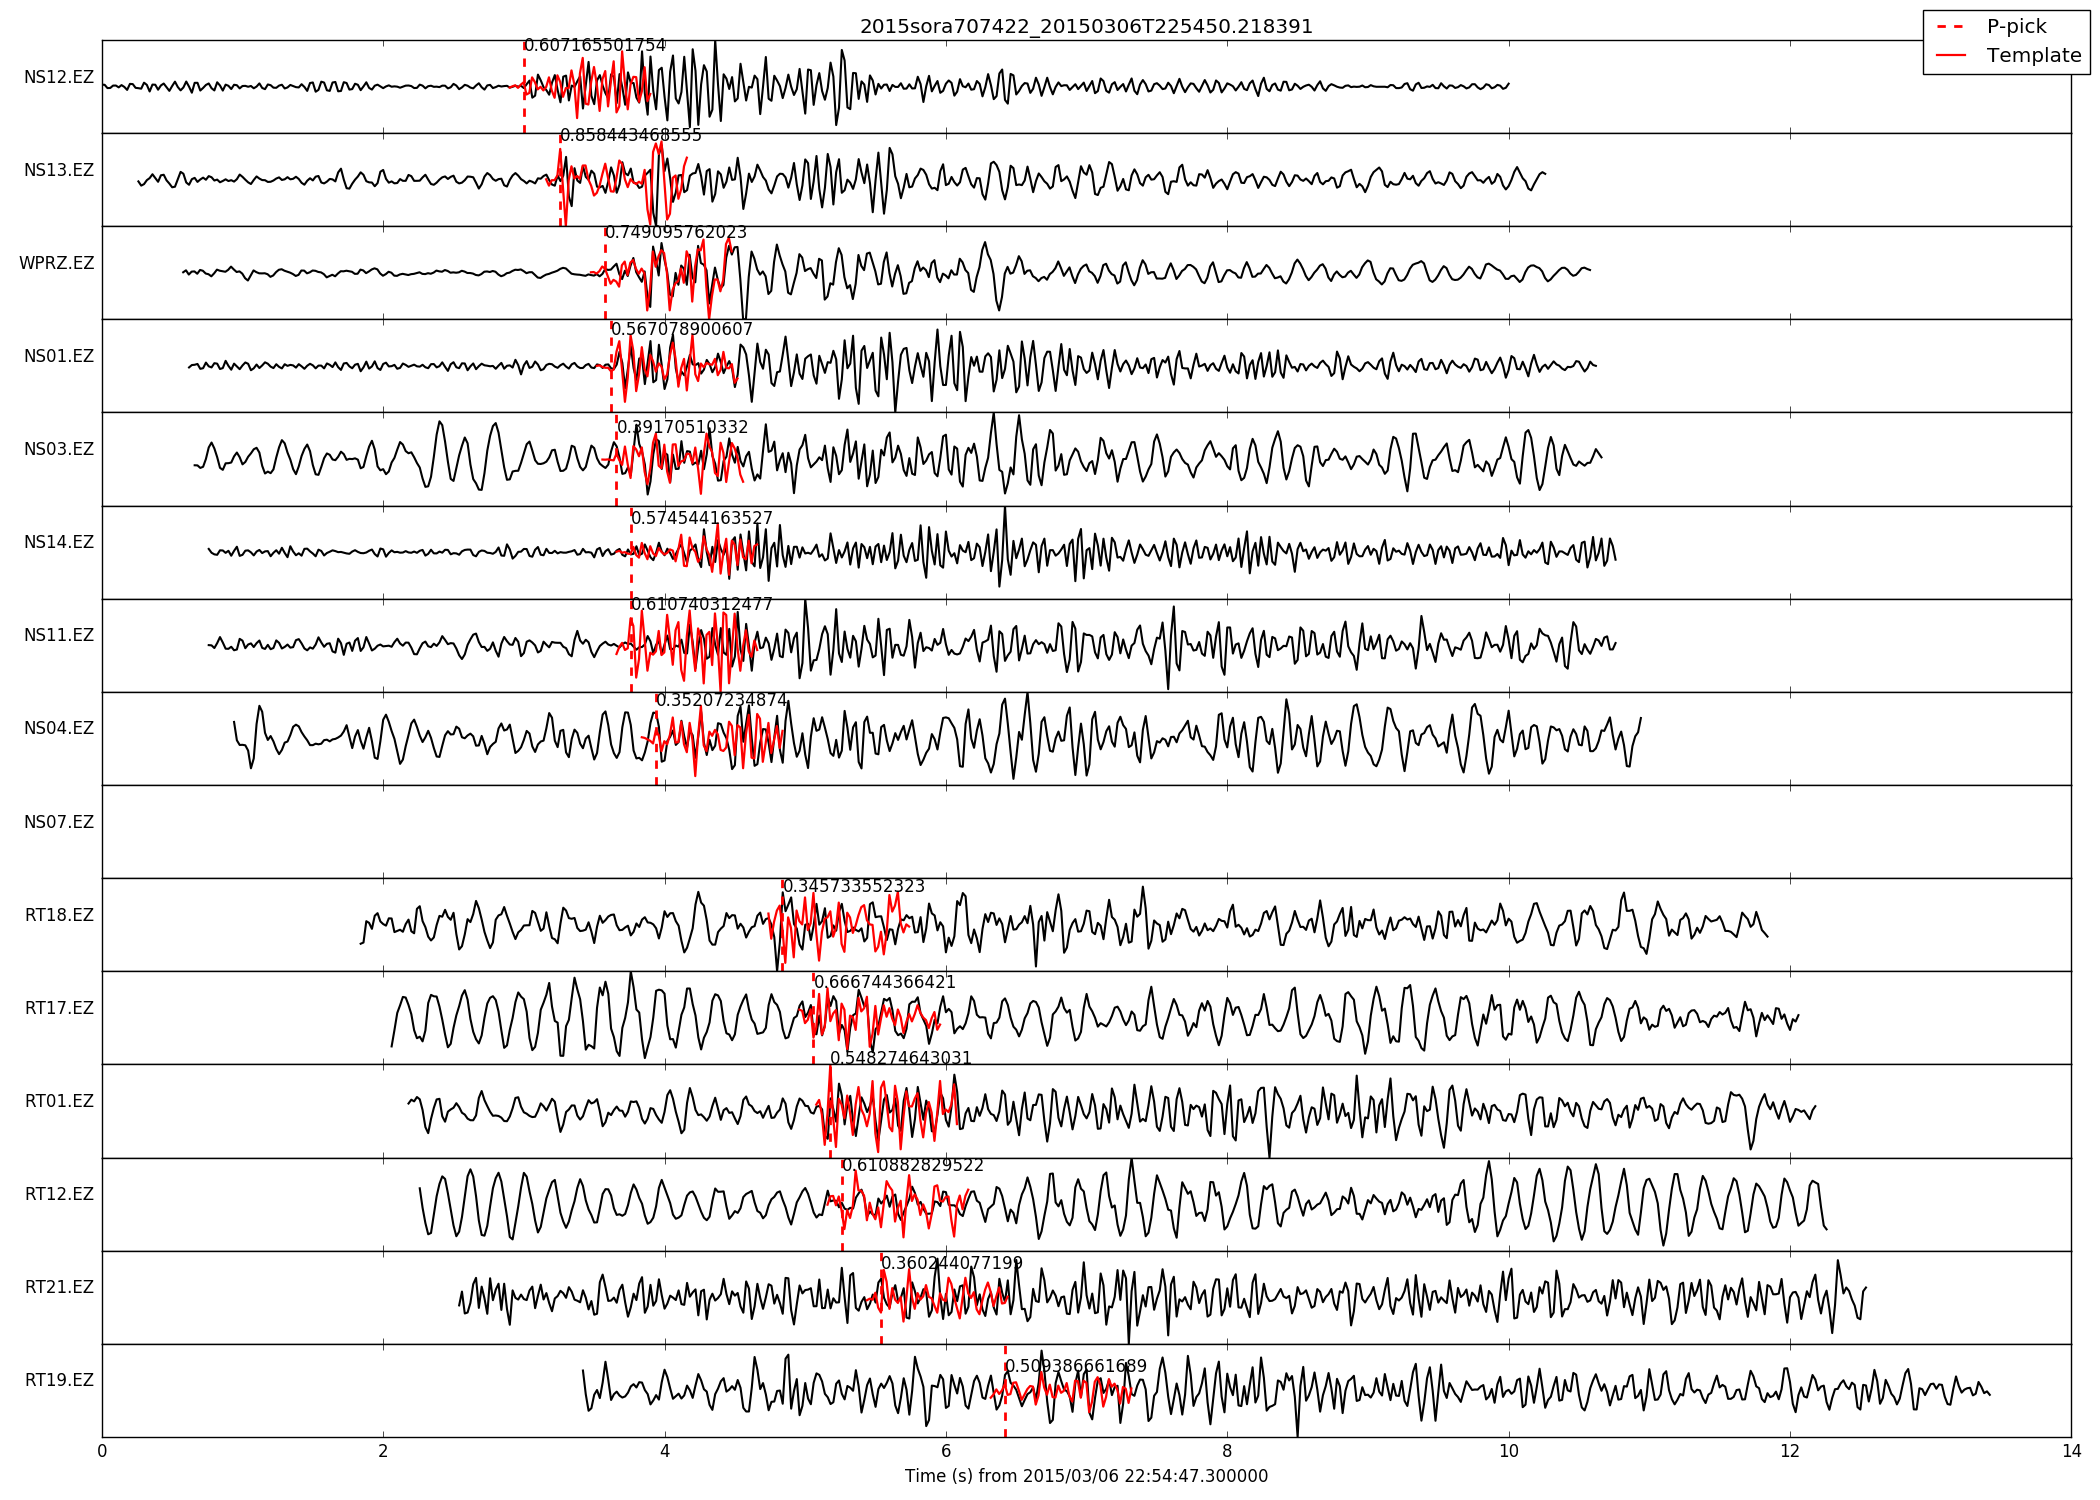 2015sora707422_20150306T225450.218391
P-pick
Template
NS12.EZ
0.607165501754
NS13.EZ
0.858443468555
WPRZ.EZ
0.749095762023
NS01.EZ
0.567078900607
NS03.EZ
0.39170510332
NS14.EZ
0.574544163527
NS11.EZ
0.610740312477
NS04.EZ
0.35207234874
NS07.EZ
RT18.EZ
0.345733552323
RT17.EZ
0.666744366421
RT01.EZ
0.548274643031
RT12.EZ
0.610882829522
RT21.EZ
0.360244077199
RT19.EZ
0.509386661689
0 2 4 6 8 10 12 14
Time (s) from 2015/03/06 22:54:47.300000